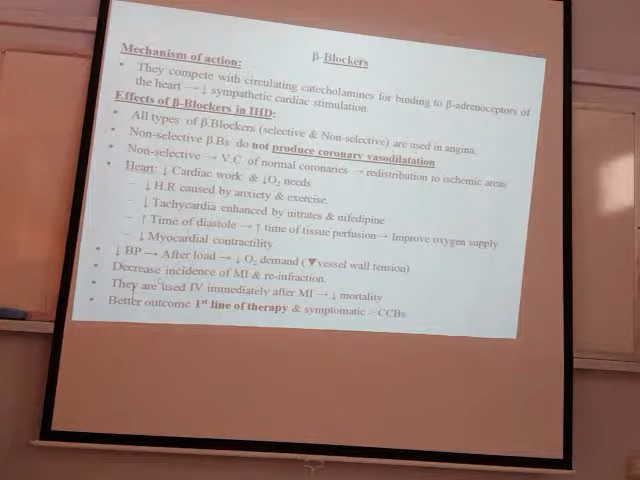 β-Blockers
Mechanism of action:
• They compete with circulating catecholamines for binding to β-adrenoceptors of
the heart → ↓ sympathetic cardiac stimulation.
Effects of β-Blockers in IHD:
• All types of β.Blockers (selective & Non-selective) are used in angina.
• Non-selective β.Bs do not produce coronary vasodilatation
• Non-selective → V.C of normal coronaries → redistribution to ischemic areas
• Heart: ↓ Cardiac work & ↓O₂ needs
– ↓ H.R caused by anxiety & exercise.
– ↓ Tachycardia enhanced by nitrates & nifedipine
– ↑ Time of diastole → ↑ time of tissue perfusion→ Improve oxygen supply
– ↓ Myocardial contractility
• ↓ BP → After load → ↓ O₂ demand (▼vessel wall tension)
• Decrease incidence of MI & re-infraction.
• They are used IV immediately after MI → ↓ mortality
• Better outcome 1st line of therapy & symptomatic > CCBs